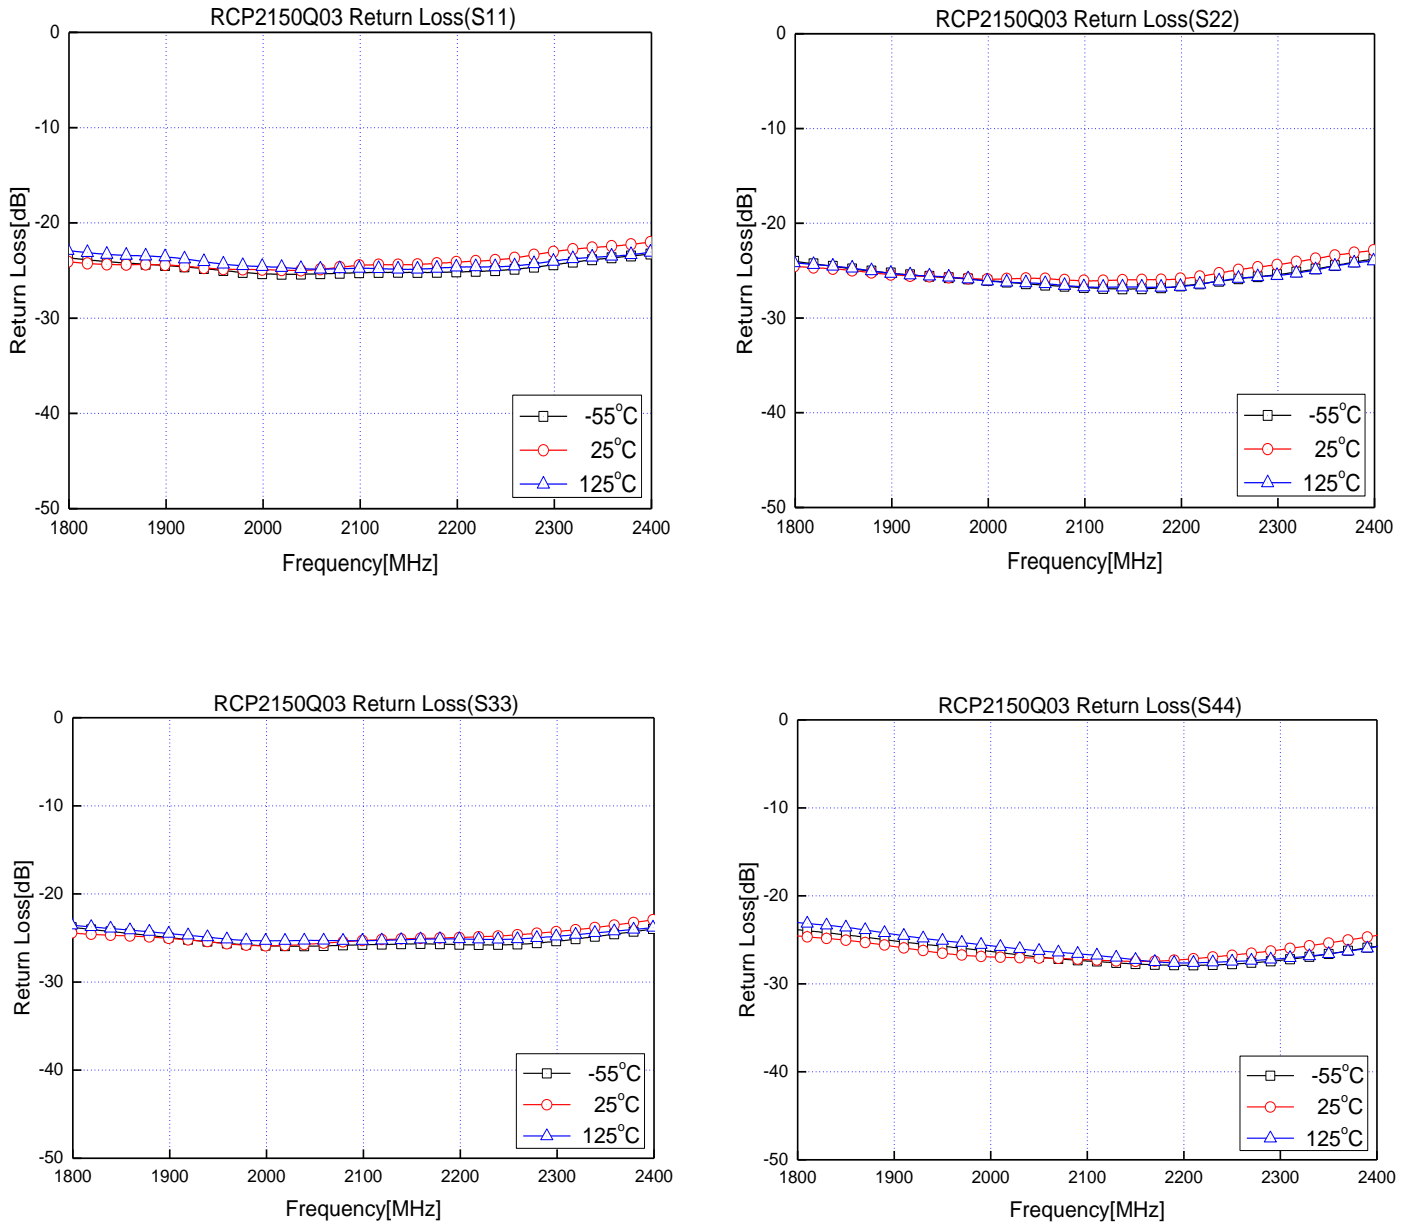 RCP2150Q03 Return Loss(S11)
0
-10
-20
-30
-40
-50
Return Loss[dB]
1800 1900 2000 2100 2200 2300 2400
Frequency[MHz]
-55°C
25°C
125°C
RCP2150Q03 Return Loss(S22)
0
-10
-20
-30
-40
-50
Return Loss[dB]
1800 1900 2000 2100 2200 2300 2400
Frequency[MHz]
-55°C
25°C
125°C
RCP2150Q03 Return Loss(S33)
0
-10
-20
-30
-40
-50
Return Loss[dB]
1800 1900 2000 2100 2200 2300 2400
Frequency[MHz]
-55°C
25°C
125°C
RCP2150Q03 Return Loss(S44)
0
-10
-20
-30
-40
-50
Return Loss[dB]
1800 1900 2000 2100 2200 2300 2400
Frequency[MHz]
-55°C
25°C
125°C